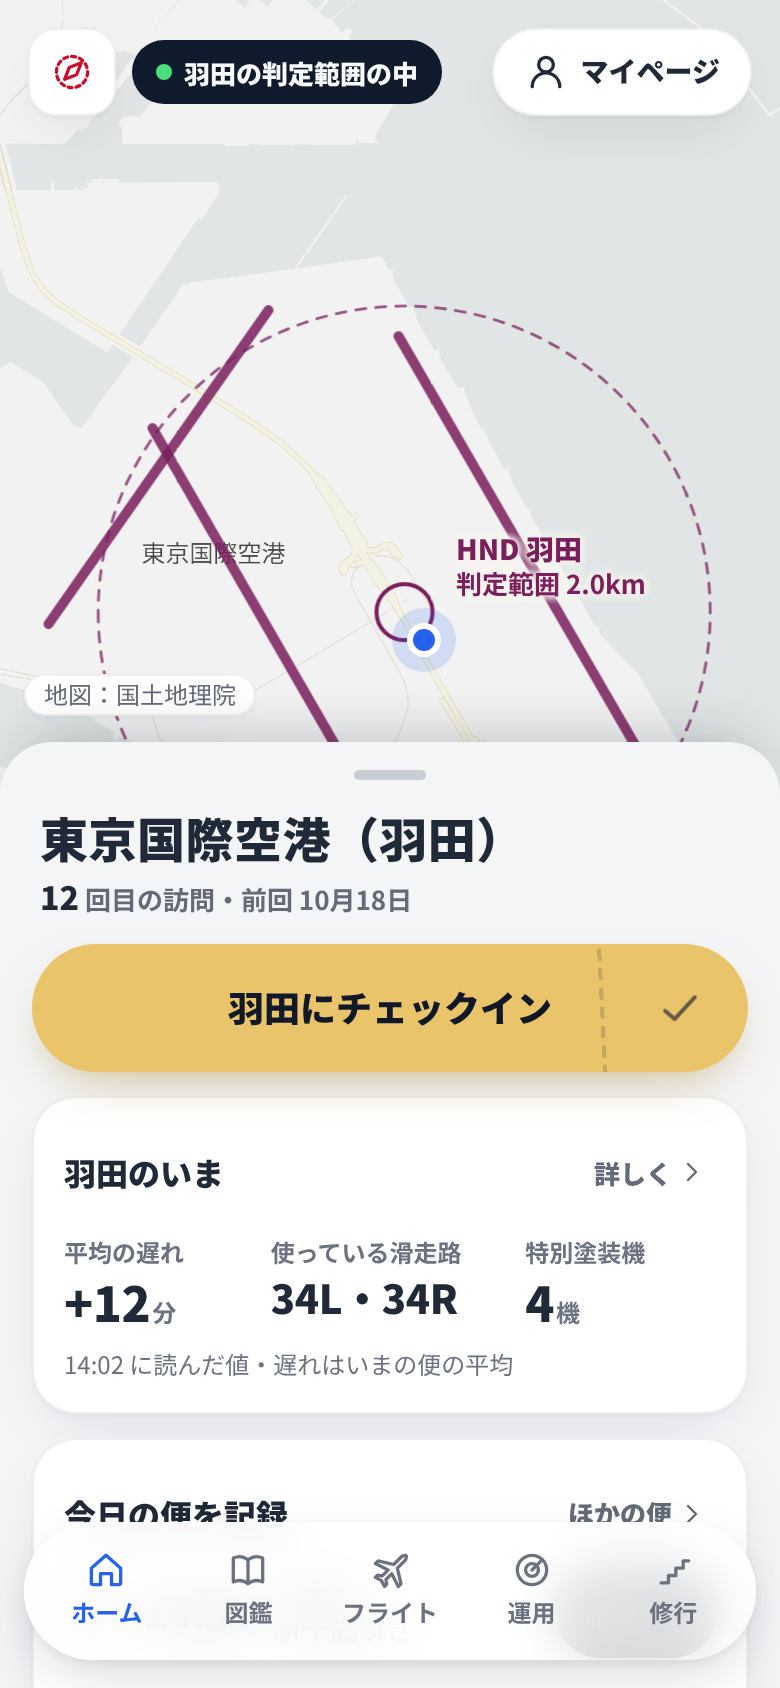 羽田の判定範囲の中
マイページ
東京国際空港
HND 羽田
判定範囲 2.0km
地図：国土地理院
東京国際空港（羽田）
12 回目の訪問・前回 10月18日
羽田にチェックイン
羽田のいま
詳しく
平均の遅れ
使っている滑走路
特別塗装機
+12分
34L・34R
4機
14:02 に読んだ値・遅れはいまの便の平均
今日の便を記録
ほかの便
ホーム
図鑑
フライト
運用
修行